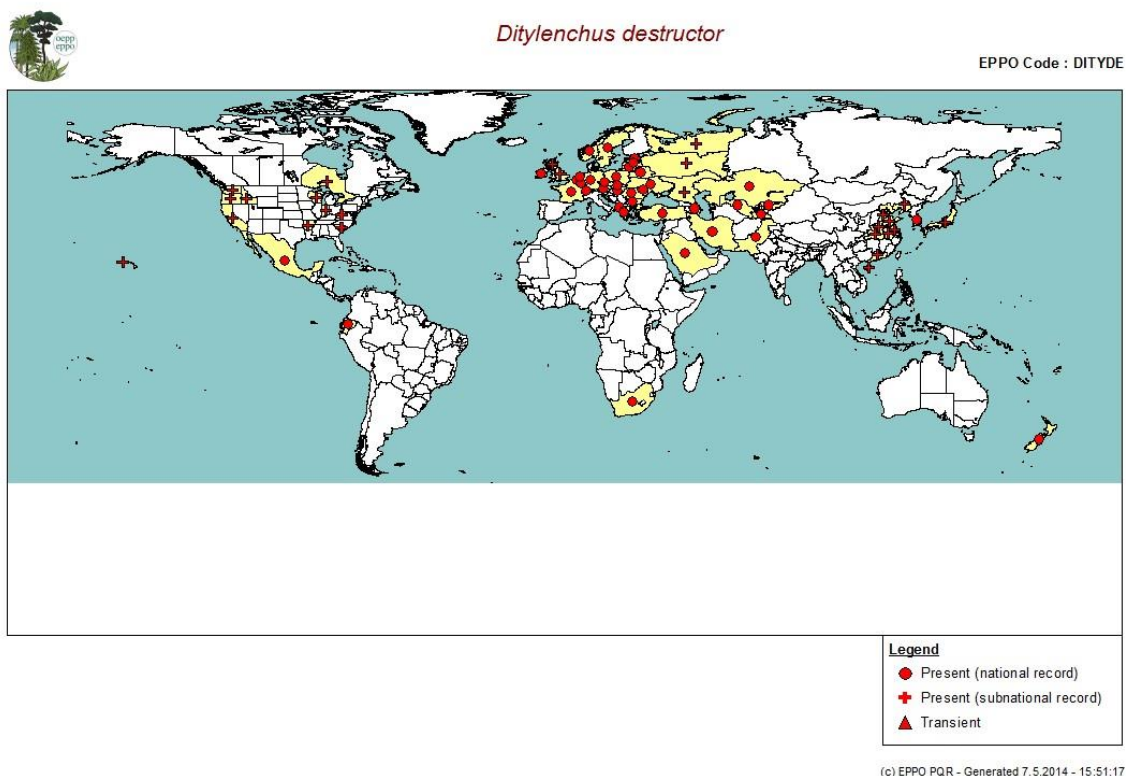 oepp
eppo
Ditylenchus destructor
EPPO Code : DITYDE
Legend
Present (national record)
Present (subnational record)
Transient
(c) EPPO PQR - Generated 7.5.2014 - 15:51:17